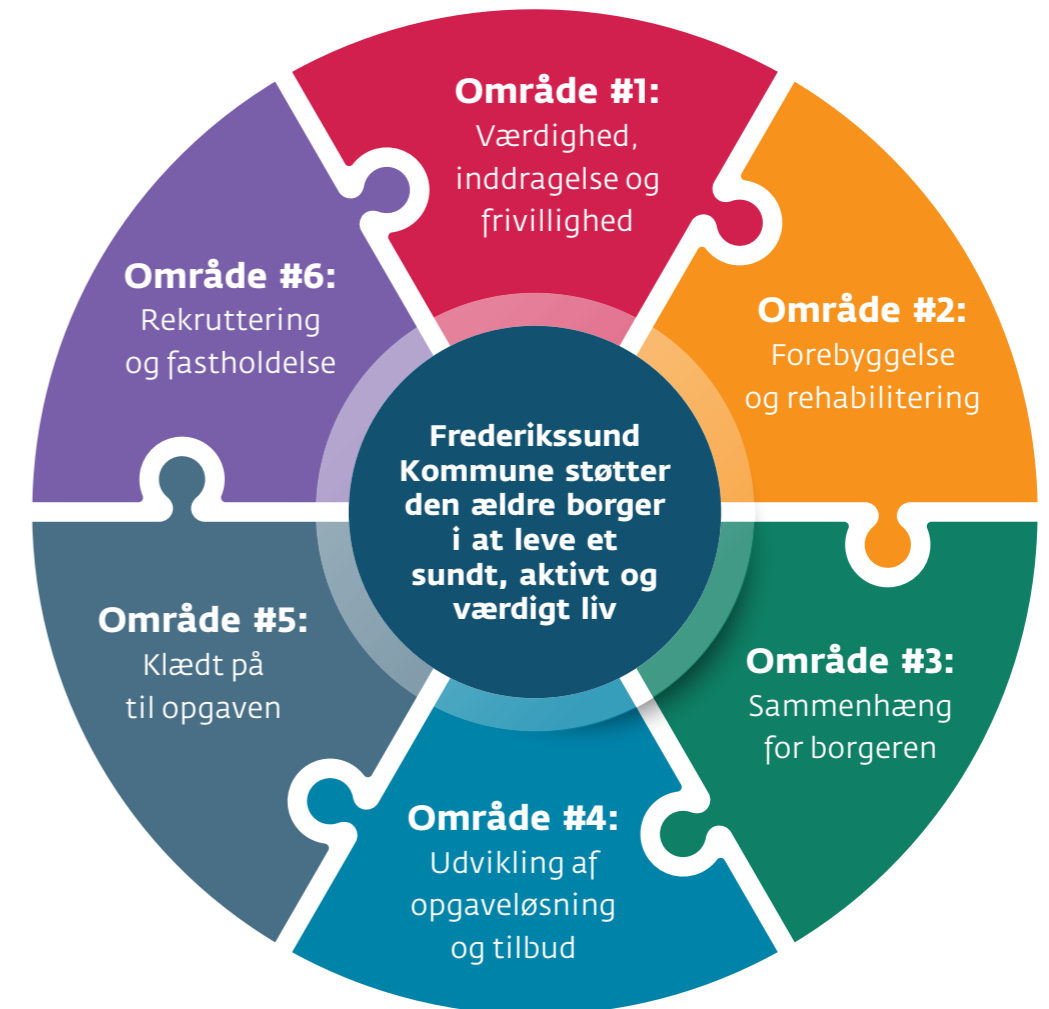 Område #1:
Værdighed,
inddragelse og
frivillighed
Område #2:
Forebyggelse
og rehabilitering
Område #3:
Sammenhæng
for borgeren
Område #4:
Udvikling af
opgaveløsning
og tilbud
Område #5:
Klædt på
til opgaven
Område #6:
Rekruttering
og fastholdelse
Frederikssund
Kommune støtter
den ældre borger
i at leve et
sundt, aktivt og
værdigt liv